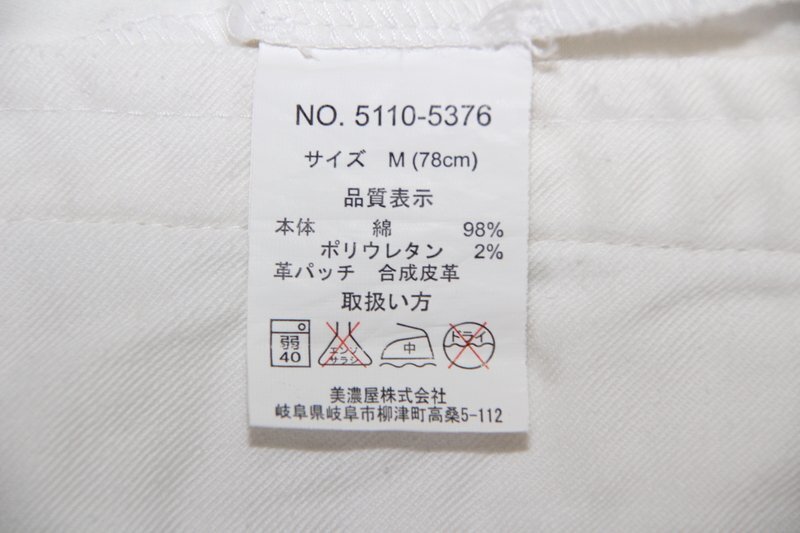 NO. 5110-5376
サイズ M (78cm)
品質表示
本体 綿 98%
ポリウレタン 2%
革パッチ 合成皮革
取扱い方
弱 40 エンソサラシ 中 ドライ
美濃屋株式会社
岐阜県岐阜市柳津町高桑5-112